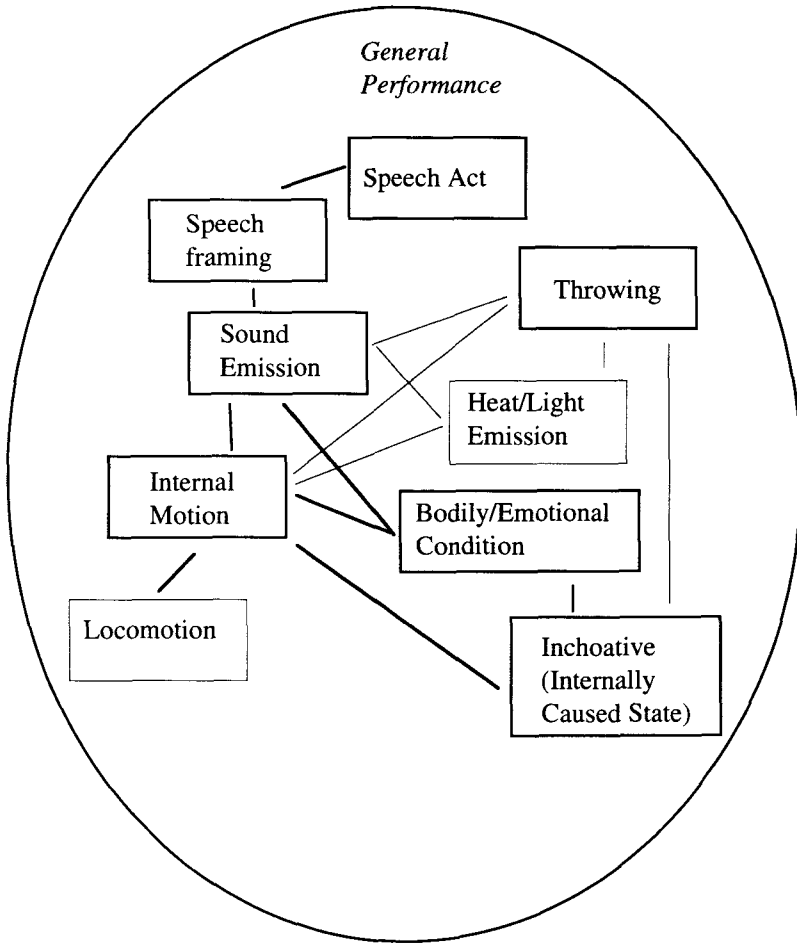 General
Performance
Speech Act
Speech
framing
Throwing
Sound
Emission
Heat/Light
Emission
Internal
Motion
Bodily/Emotional
Condition
Locomotion
Inchoative
(Internally
Caused State)